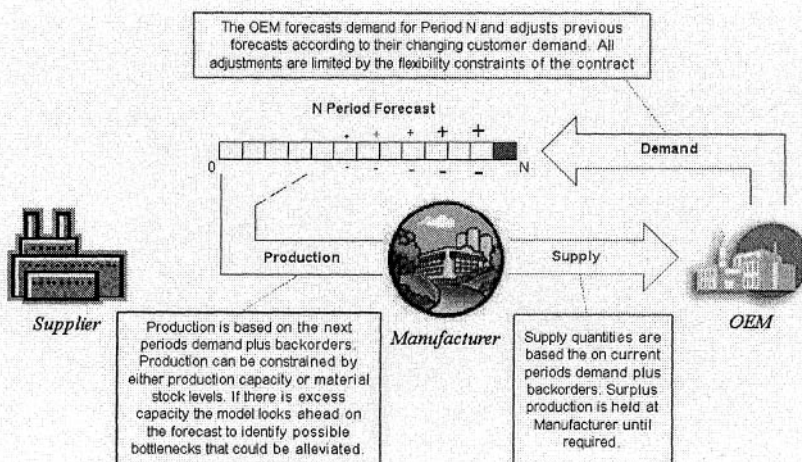 The OEM forecasts demand for Period N and adjusts previous
forecasts according to their changing customer demand. All
adjustments are limited by the flexibility constraints of the contract
N Period Forecast
+ + + + +
0
N
- - - - -
Demand
Production
Supply
Supplier
Manufacturer
OEM
Production is based on the next
periods demand plus backorders.
Production can be constrained by
either production capacity or material
stock levels. If there is excess
capacity the model looks ahead on
the forecast to identify possible
bottlenecks that could be alleviated.
Supply quantities are
based the on current
periods demand plus
backorders. Surplus
production is held at
Manufacturer until
required.